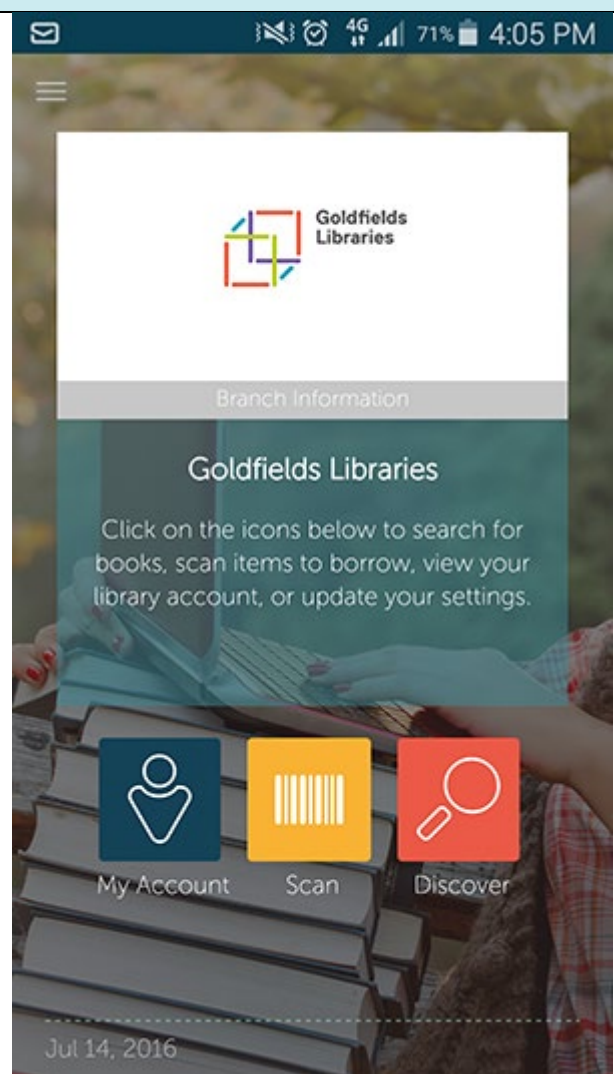 4G 71% 4:05 PM
Goldfields
Libraries
Branch Information
Goldfields Libraries
Click on the icons below to search for
books, scan items to borrow, view your
library account, or update your settings.
My Account Scan Discover
Jul 14, 2016